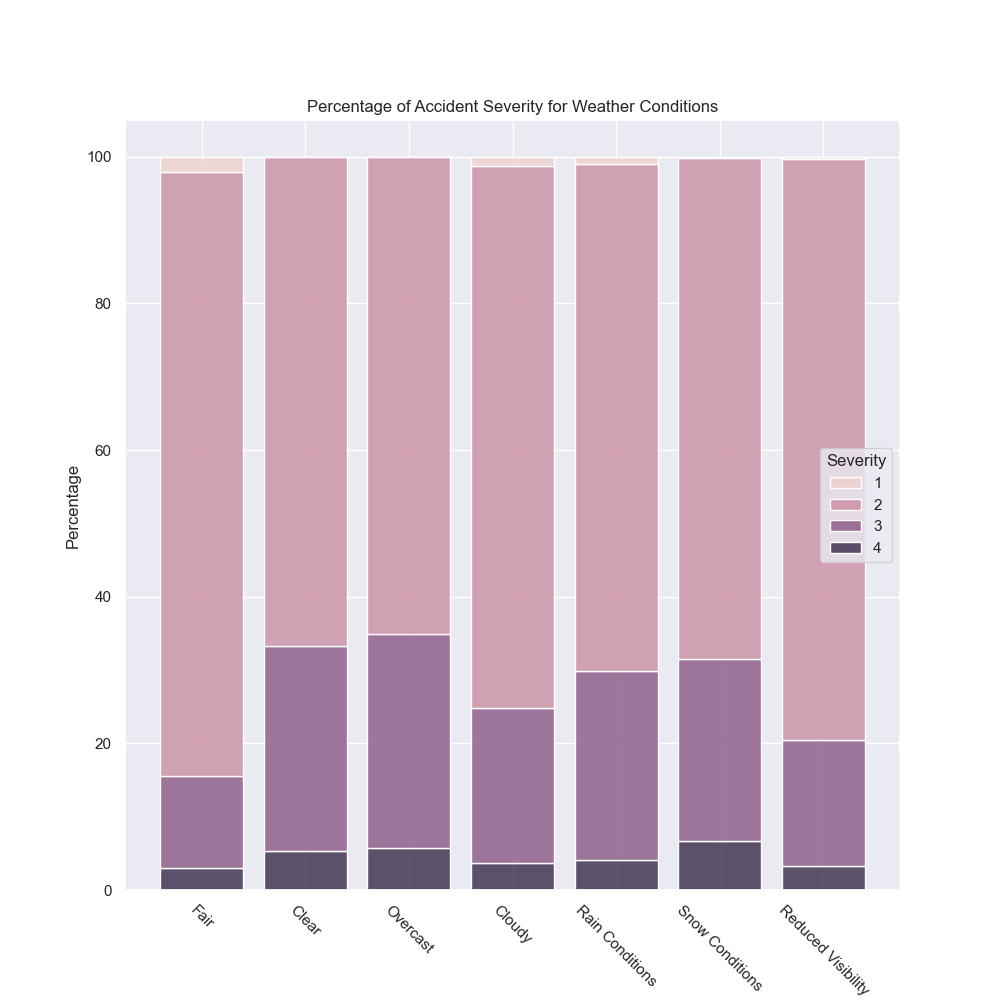 Percentage of Accident Severity for Weather Conditions
100
80
60
40
20
0
Percentage
Severity
1
2
3
4
Fair
Clear
Overcast
Cloudy
Rain Conditions
Snow Conditions
Reduced Visibility